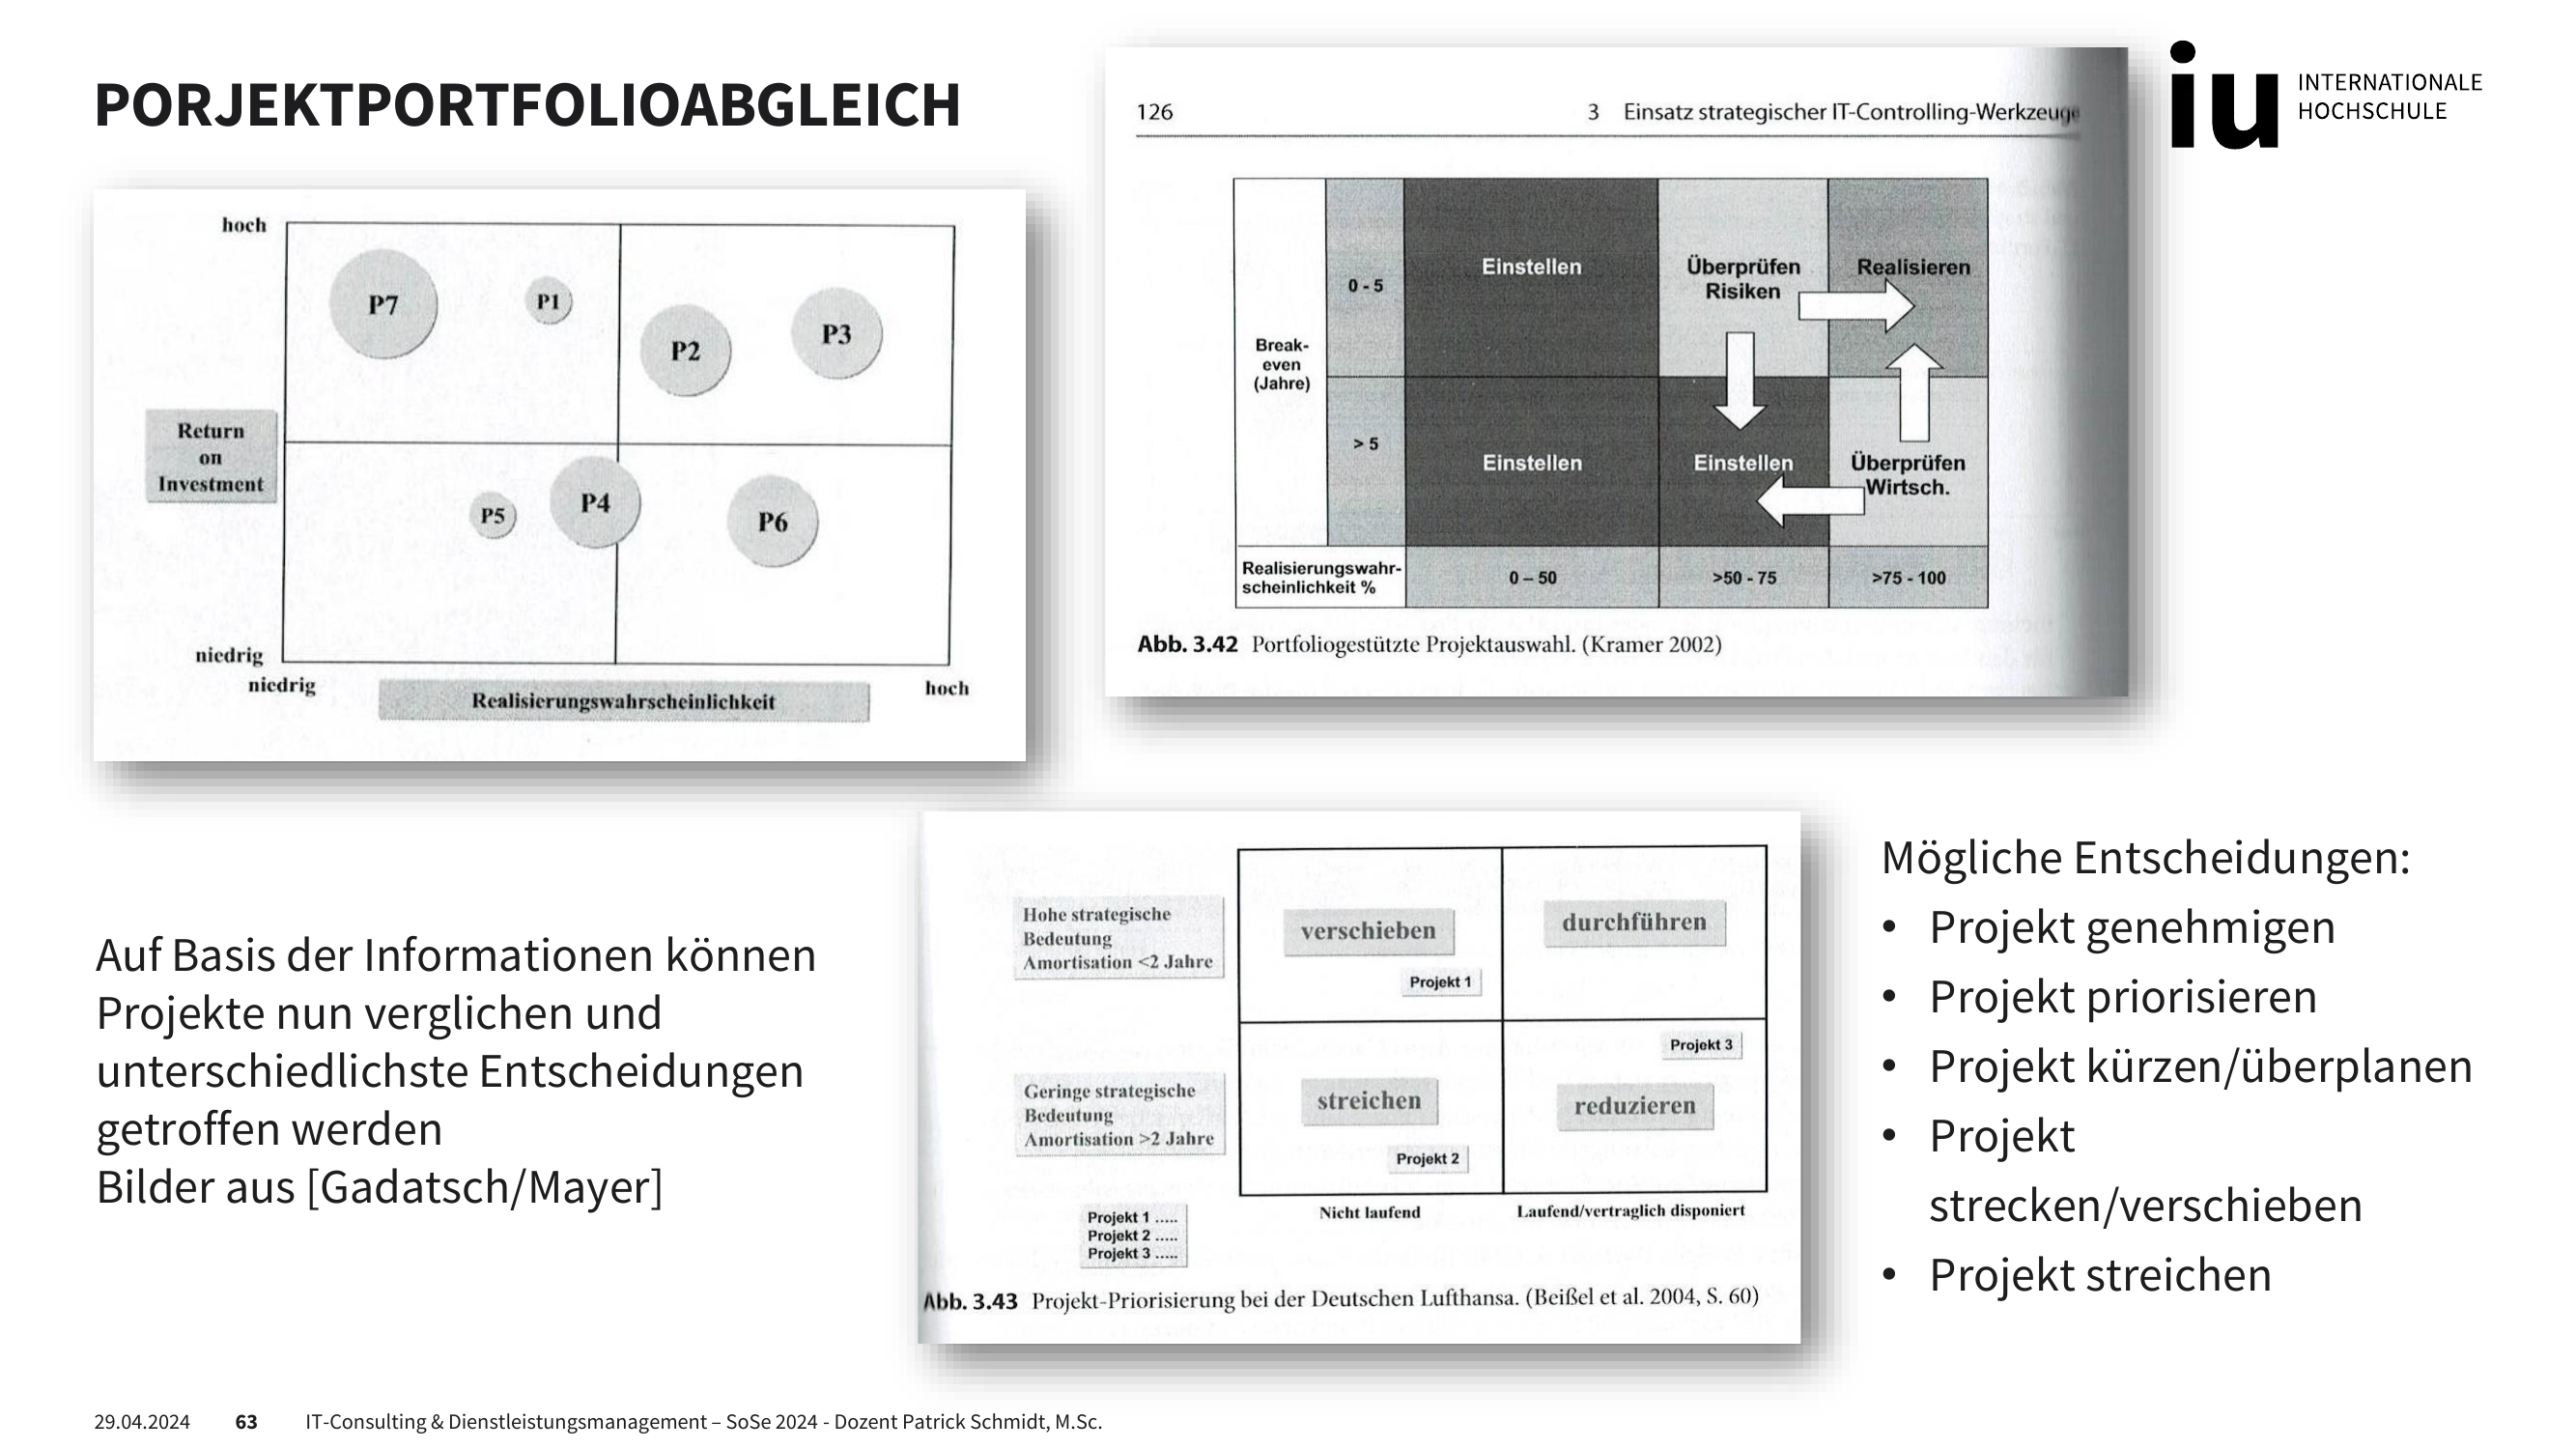 PORJEKTPORTFOLIOABGLEICH
iu INTERNATIONALE
HOCHSCHULE
hoch
P7
P1
P2
P3
Return
on
Investment
P5
P4
P6
niedrig
niedrig
hoch
Realisierungswahrscheinlichkeit
126
3 Einsatz strategischer IT-Controlling-Werkzeuge
Break-
even
(Jahre)
0 - 5
Einstellen
Überprüfen
Risiken
Realisieren
> 5
Einstellen
Einstellen
Überprüfen
Wirtsch.
Realisierungswahr-
scheinlichkeit %
0 – 50
>50 - 75
>75 - 100
Abb. 3.42 Portfoliogestützte Projektauswahl. (Kramer 2002)
Auf Basis der Informationen können
Projekte nun verglichen und
unterschiedlichste Entscheidungen
getroffen werden
Bilder aus [Gadatsch/Mayer]
Hohe strategische
Bedeutung
Amortisation <2 Jahre
verschieben
Projekt 1
durchführen
Geringe strategische
Bedeutung
Amortisation >2 Jahre
streichen
Projekt 2
Projekt 3
reduzieren
Nicht laufend
Laufend/vertraglich disponiert
Projekt 1 .....
Projekt 2 .....
Projekt 3 .....
Abb. 3.43 Projekt-Priorisierung bei der Deutschen Lufthansa. (Beißel et al. 2004, S. 60)
Mögliche Entscheidungen:
• Projekt genehmigen
• Projekt priorisieren
• Projekt kürzen/überplanen
• Projekt
strecken/verschieben
• Projekt streichen
29.04.2024 63 IT-Consulting & Dienstleistungsmanagement – SoSe 2024 - Dozent Patrick Schmidt, M.Sc.